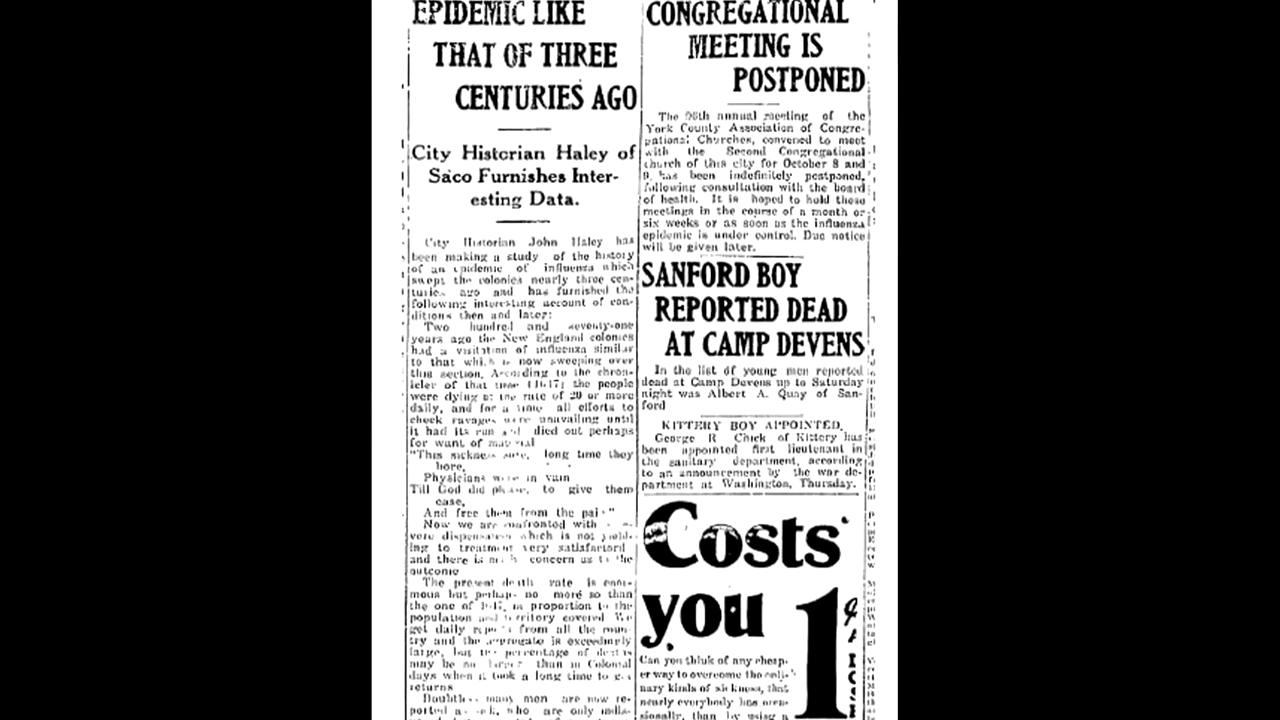 EPIDEMIC LIKE
THAT OF THREE
CENTURIES AGO
City Historian Haley of
Saco Furnishes Inter-
esting Data.
City Historian John Haley has
been making a study of the history
of an epidemic of influenza which
swept the colonies nearly three cen-
turies ago and has furnished the
following interesting account of con-
ditions then and later:
Two hundred and seventy-one
years ago the New England colonies
had a visitation of influenza similar
to that which is now sweeping over
this section. According to the chron-
icler of that time the people
were dying at the rate of 20 or more
daily, and for a time all efforts to
check ravages were unavailing until
it had its run and died out perhaps
for want of material
"This sickness sore, long time they
bore,
Physicians were in vain
Till God did please, to give them
ease,
And free them from the pain"
Now we are confronted with
vere dispensation which is not yield-
ing to treatment very
and there is much concern as to the
outcome
The present death rate is enor-
mous but perhaps no more so than
the one of in proportion to the
population and territory covered We
get daily reports from all the coun-
try and the aggregate is exceedingly
large, but the percentage of deaths
may be no larger than in Colonial
days when it took a long time to get
returns
Doubtless many men are now re-
ported who are only
CONGREGATIONAL
MEETING IS
POSTPONED
The 96th annual meeting of the
York County Association of Congre-
gational Churches, convened to meet
with the Second Congregational
church of this city for October 8 and
9, has been indefinitely postponed,
following consultation with the board
of health. It is hoped to hold these
meetings in the course of a month or
six weeks or as soon as the influenza
epidemic is under control. Due notice
will be given later.
SANFORD BOY
REPORTED DEAD
AT CAMP DEVENS
In the list of young men reported
dead at Camp Devens up to Saturday
night was Albert A. Quay of San-
ford
KITTERY BOY APPOINTED.
George R Chick of Kittery has
been appointed first lieutenant in
the sanitary department, according
to an announcement by the war de-
partment at Washington, Thursday.
Costs
you 1
Can you think of any cheap-
er way to overcome the ordi-
nary kinds of sickness, that
nearly everybody has occa-
sionally, than by using a